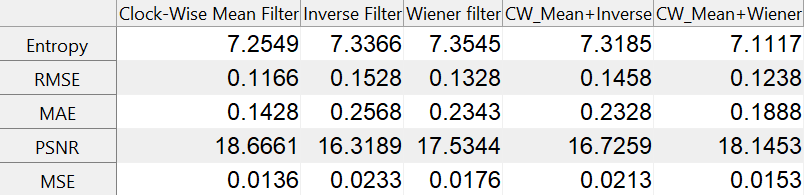 Clock-Wise Mean Filter Inverse Filter Wiener filter CW_Mean+Inverse CW_Mean+Wiener
Entropy 7.2549 7.3366 7.3545 7.3185 7.1117
RMSE 0.1166 0.1528 0.1328 0.1458 0.1238
MAE 0.1428 0.2568 0.2343 0.2328 0.1888
PSNR 18.6661 16.3189 17.5344 16.7259 18.1453
MSE 0.0136 0.0233 0.0176 0.0213 0.0153